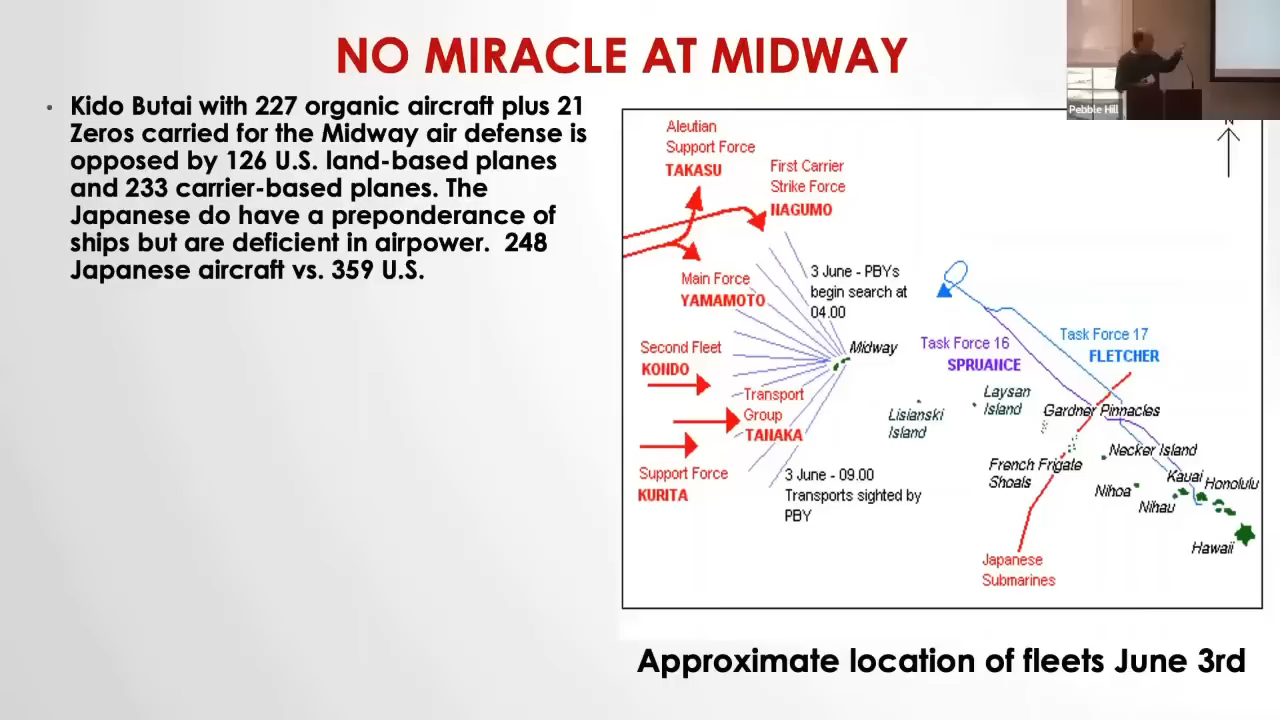 NO MIRACLE AT MIDWAY
• Kido Butai with 227 organic aircraft plus 21
Zeros carried for the Midway air defense is
opposed by 126 U.S. land-based planes
and 233 carrier-based planes. The
Japanese do have a preponderance of
ships but are deficient in airpower.  248
Japanese aircraft vs. 359 U.S.
Pebble Hill
N
Aleutian
Support Force
TAKASU
First Carrier
Strike Force
NAGUMO
Main Force
YAMAMOTO
3 June - PBYs
begin search at
04.00
Second Fleet
KONDO
Midway
Task Force 16
SPRUANCE
Task Force 17
FLETCHER
Transport
Group
TANAKA
Lisianski
Island
Laysan
Island
Gardner Pinnacles
Support Force
KURITA
3 June - 09.00
Transports sighted by
PBY
French Frigate
Shoals
Necker Island
Nihoa
Nihau
Kauai
Honolulu
Hawaii
Japanese
Submarines
Approximate location of fleets June 3rd